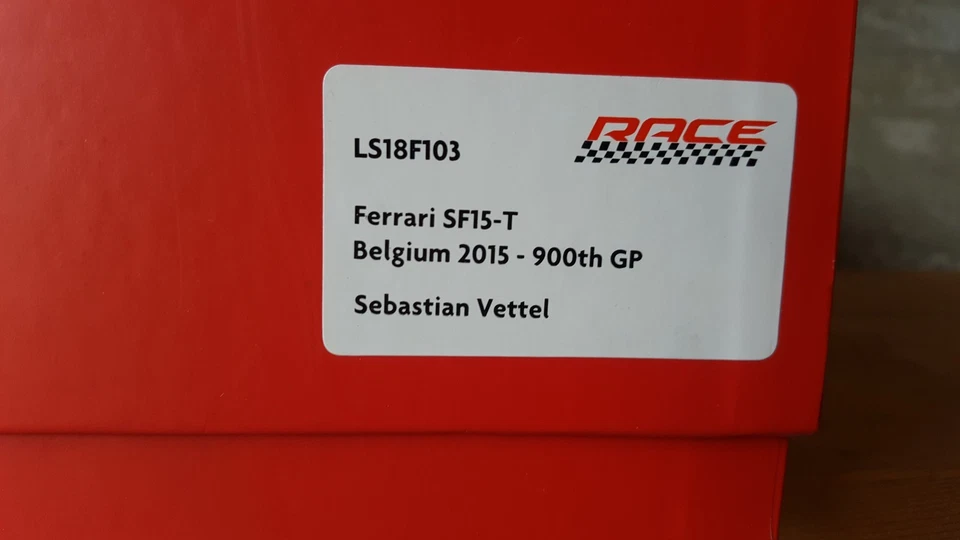 RACE
LS18F103
Ferrari SF15-T
Belgium 2015 - 900th GP
Sebastian Vettel